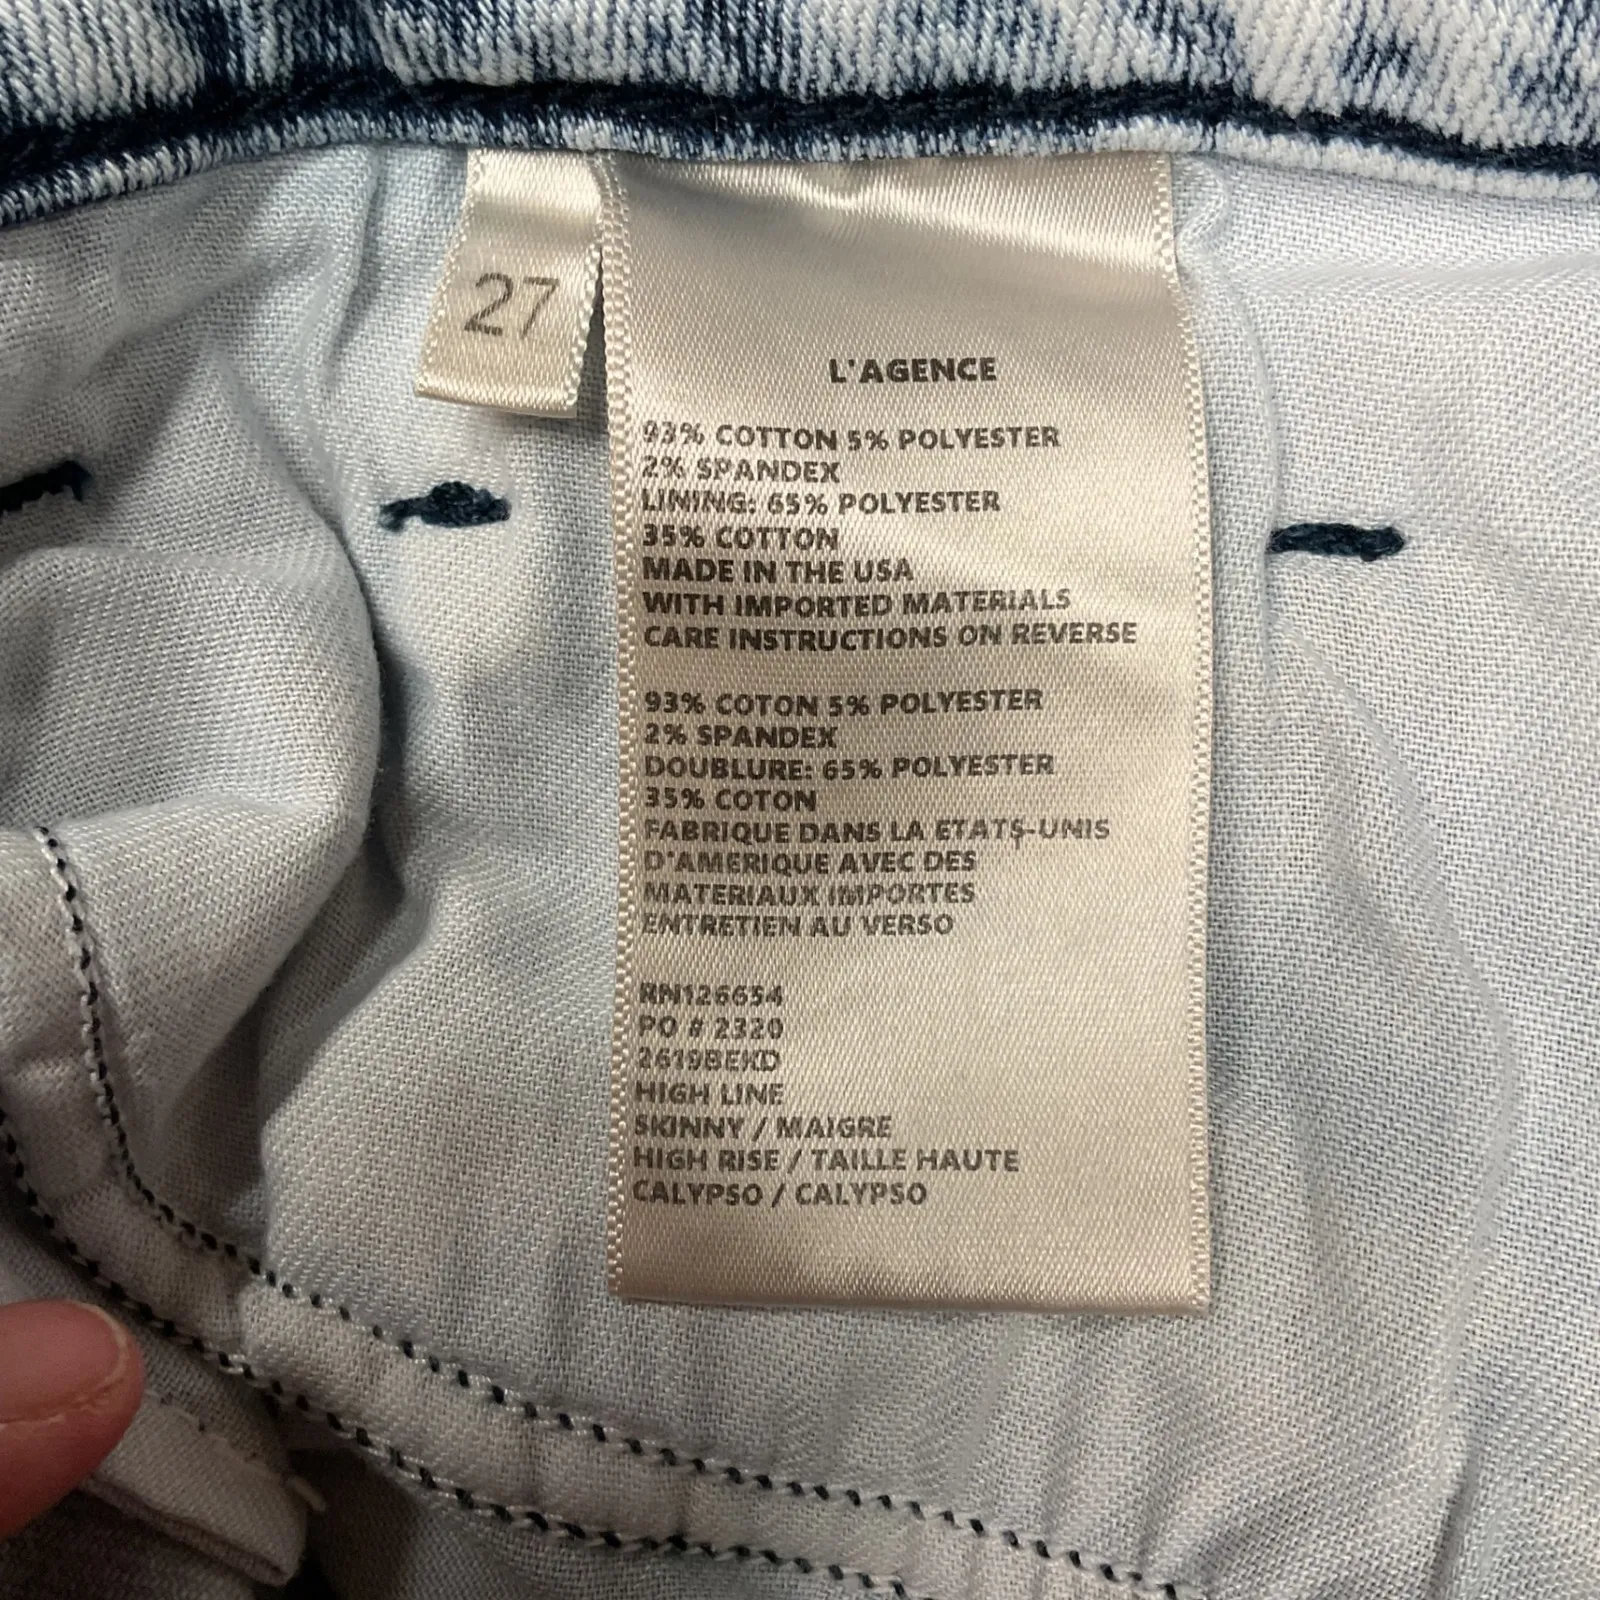 27
L'AGENCE
93% COTTON 5% POLYESTER
2% SPANDEX
LINING: 65% POLYESTER
35% COTTON
MADE IN THE USA
WITH IMPORTED MATERIALS
CARE INSTRUCTIONS ON REVERSE
93% COTON 5% POLYESTER
2% SPANDEX
DOUBLURE: 65% POLYESTER
35% COTON
FABRIQUE DANS LA ETATS-UNIS
D'AMERIQUE AVEC DES
MATERIAUX IMPORTES
ENTRETIEN AU VERSO
RN126654
PO # 2320
2619BEKD
HIGH LINE
SKINNY / MAIGRE
HIGH RISE / TAILLE HAUTE
CALYPSO / CALYPSO